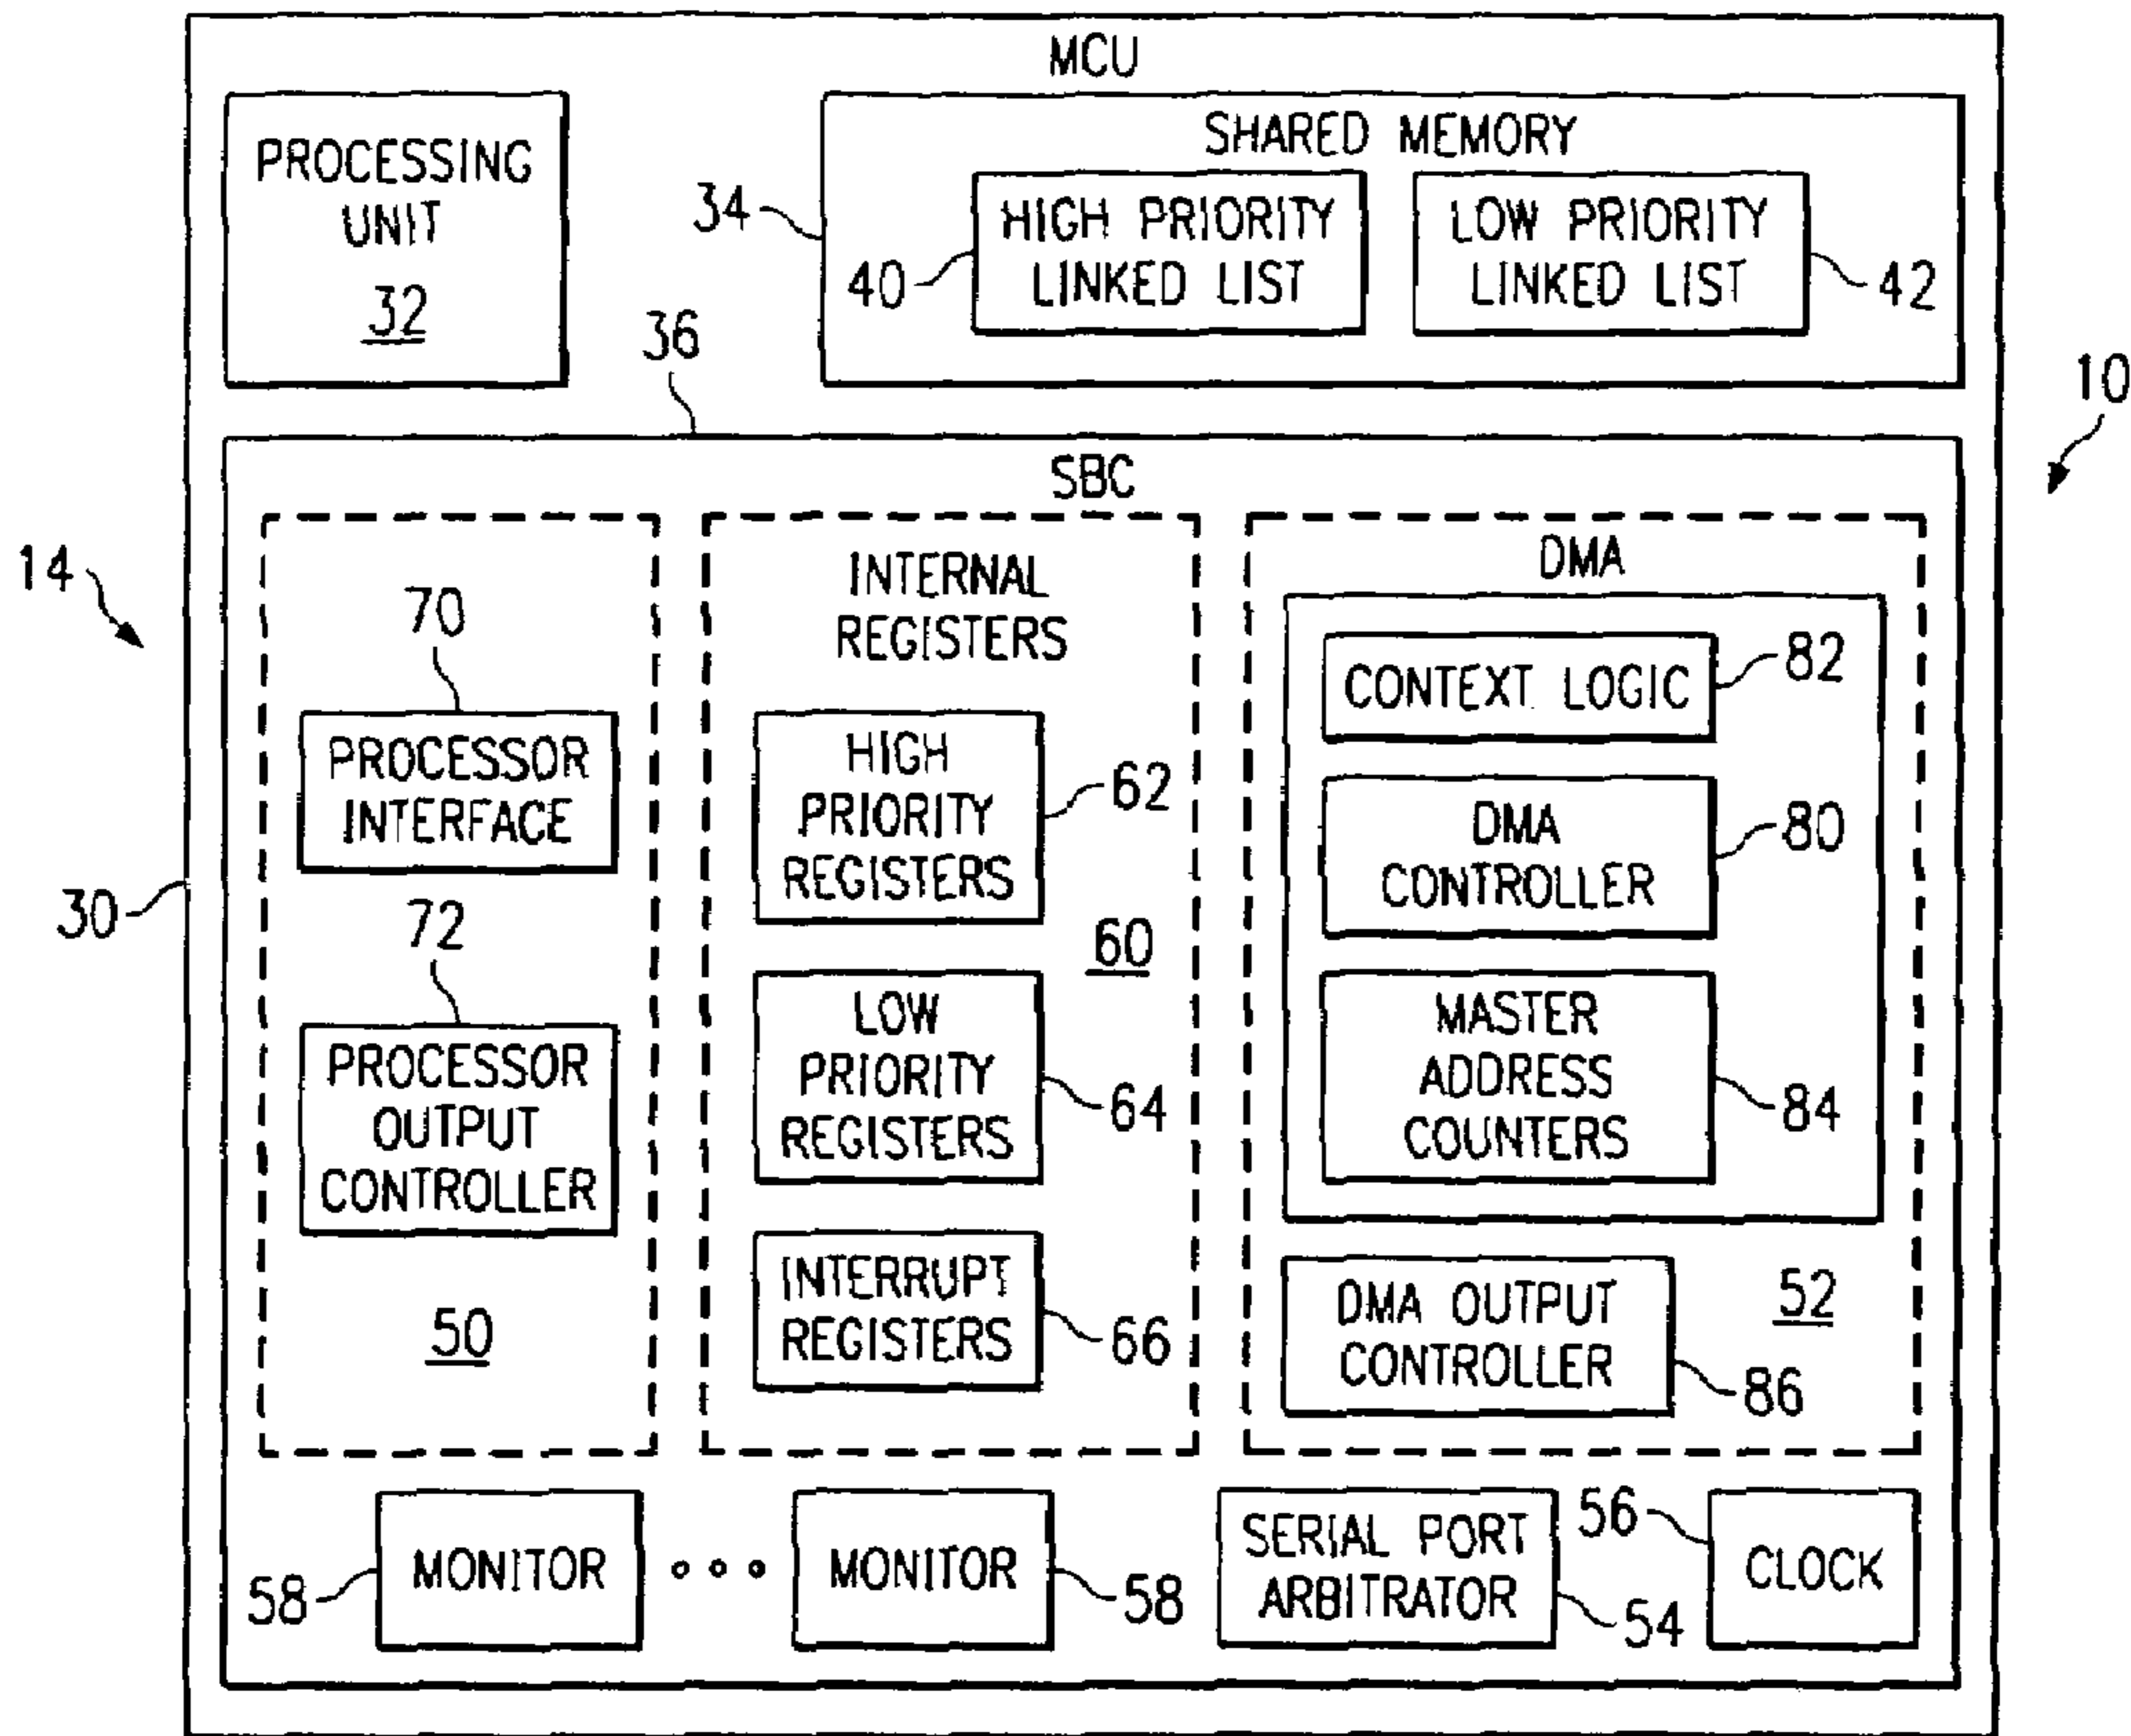 MCU
PROCESSING
UNIT
32
SHARED MEMORY
34
HIGH PRIORITY
LINKED LIST
40
LOW PRIORITY
LINKED LIST
42
36
10
SBC
14
30
70
PROCESSOR
INTERFACE
72
PROCESSOR
OUTPUT
CONTROLLER
50
INTERNAL
REGISTERS
HIGH
PRIORITY
REGISTERS
62
60
LOW
PRIORITY
REGISTERS
64
INTERRUPT
REGISTERS
66
DMA
CONTEXT LOGIC
82
DMA
CONTROLLER
80
MASTER
ADDRESS
COUNTERS
84
DMA OUTPUT
CONTROLLER
86
52
58
MONITOR
MONITOR
58
SERIAL PORT
ARBITRATOR
54
56
CLOCK